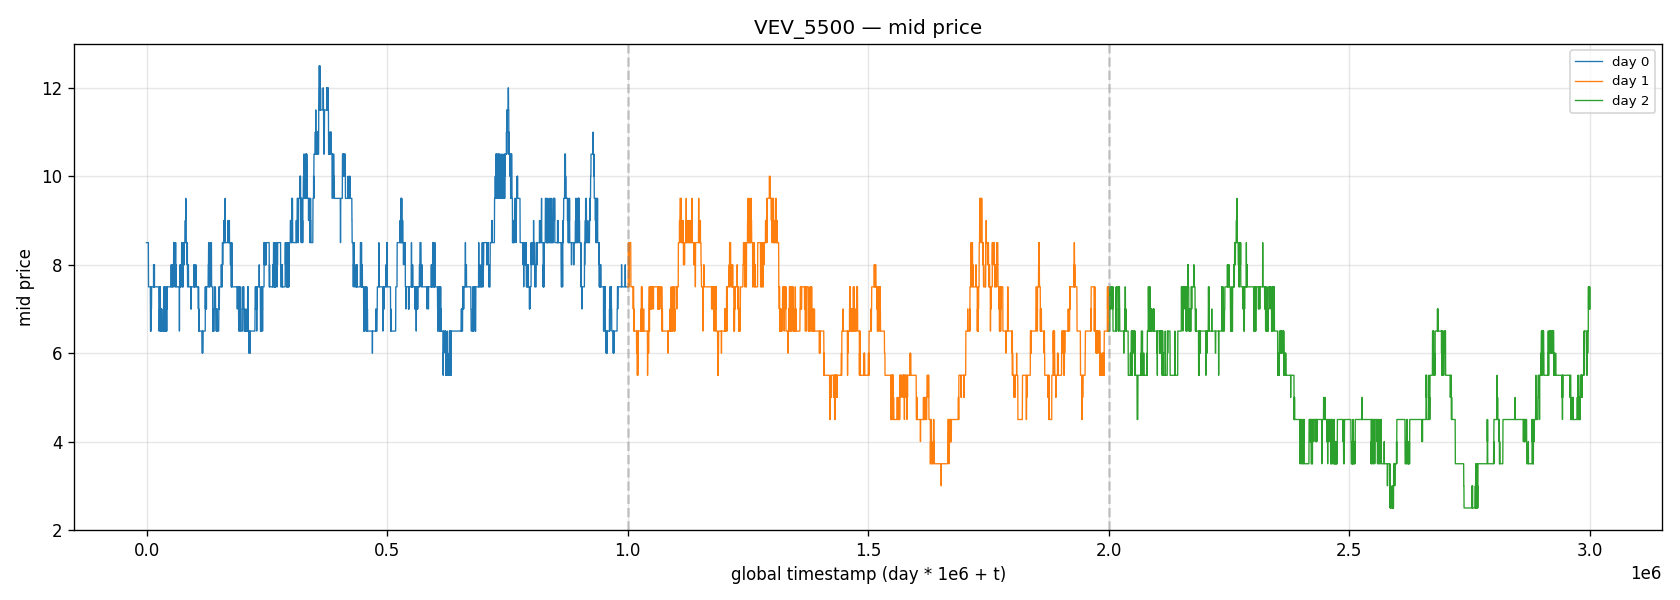 VEV_5500 — mid price
day 0
day 1
day 2
mid price
12
10
8
6
4
2
0.0 0.5 1.0 1.5 2.0 2.5 3.0
1e6
global timestamp (day * 1e6 + t)